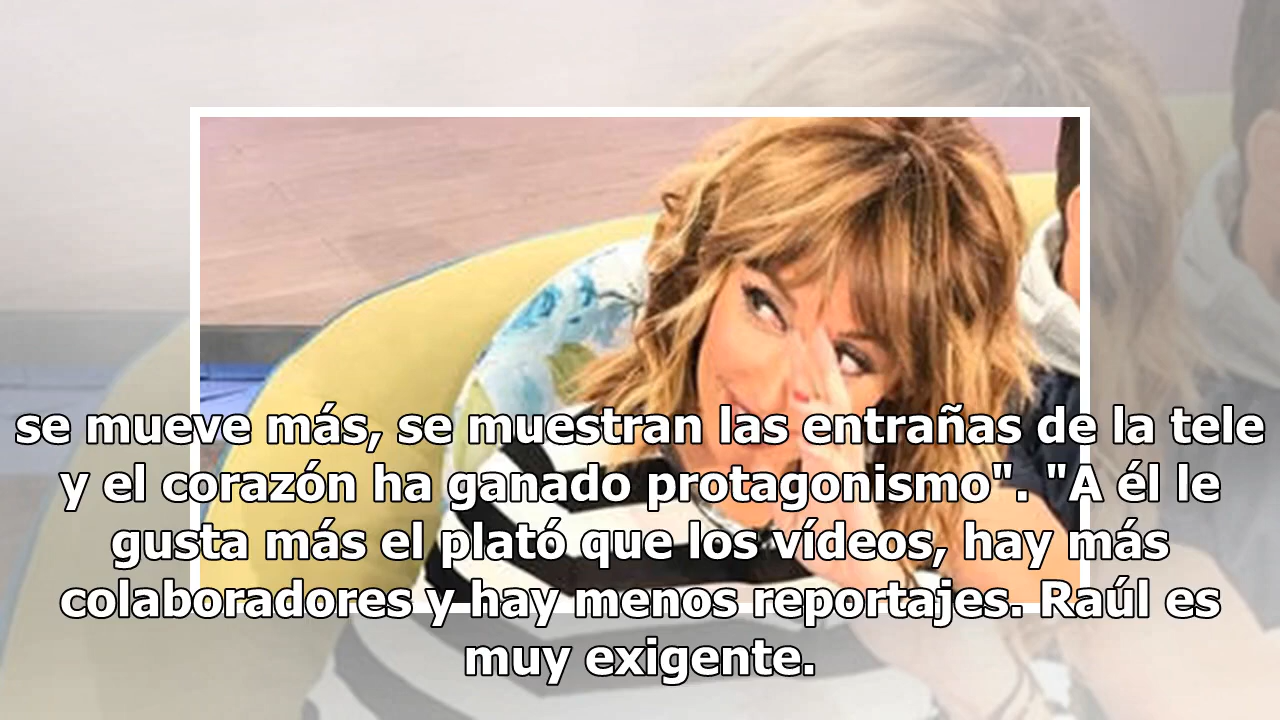 se mueve más, se muestran las entrañas de la tele
y el corazón ha ganado protagonismo". "A él le
gusta más el plató que los vídeos, hay más
colaboradores y hay menos reportajes. Raúl es
muy exigente.